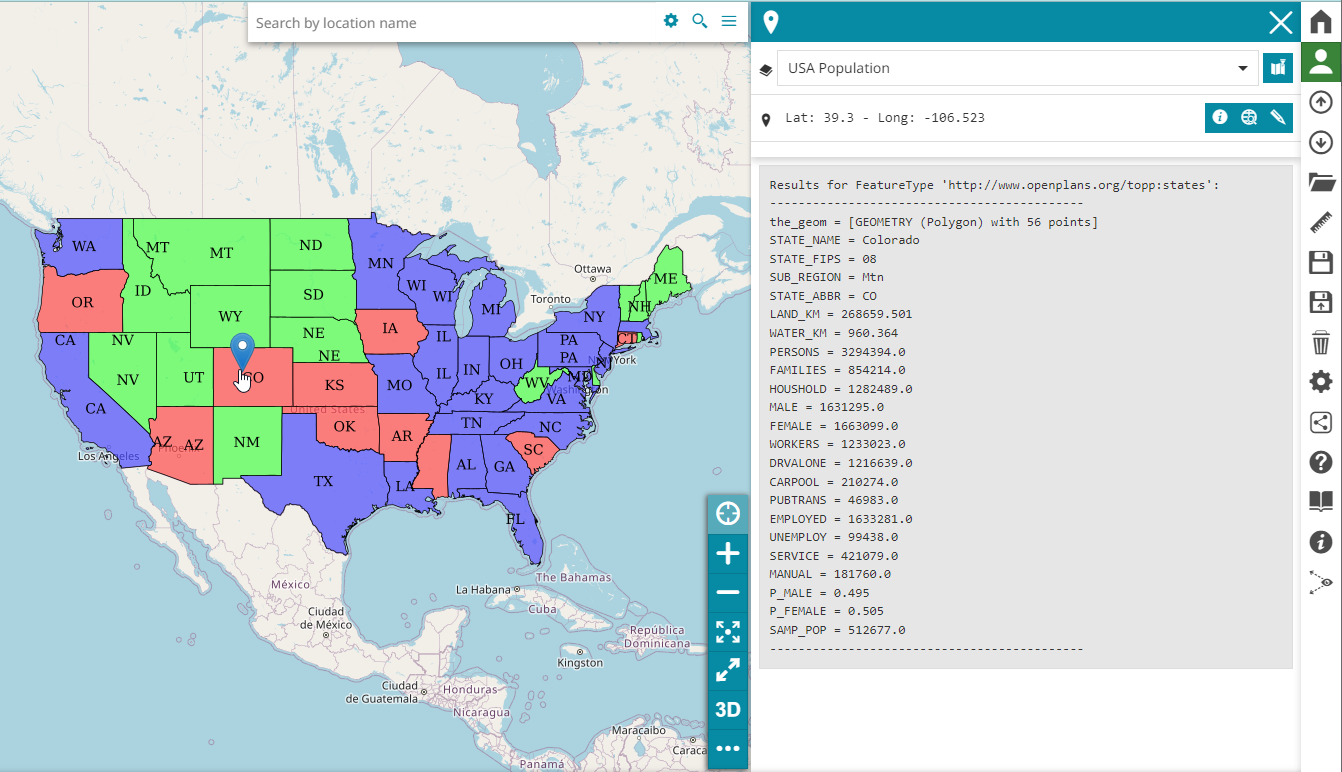 Search by location name
USA Population
Lat: 39.3 - Long: -106.523
Results for FeatureType 'http://www.openplans.org/topp:states':
------------------------------------------
the_geom = [GEOMETRY (Polygon) with 56 points]
STATE_NAME = Colorado
STATE_FIPS = 08
SUB_REGION = Mtn
STATE_ABBR = CO
LAND_KM = 268659.501
WATER_KM = 960.364
PERSONS = 3294394.0
FAMILIES = 854214.0
HOUSHOLD = 1282489.0
MALE = 1631295.0
FEMALE = 1663099.0
WORKERS = 1233023.0
DRVALONE = 1216639.0
CARPOOL = 210274.0
PUBTRANS = 46983.0
EMPLOYED = 1633281.0
UNEMPLOY = 99438.0
SERVICE = 421079.0
MANUAL = 181760.0
P_MALE = 0.495
P_FEMALE = 0.505
SAMP_POP = 512677.0
------------------------------------------
WA
MT
MT
ND
MN
OR
ID
SD
WI
WI
MI
Ottawa
ME
NH
Toronto
WY
NY
CA
NV
NE
NE
IA
IL
PA
PA
CT
New York
NJ
NV
UT
CO
KS
MO
IL
IN
OH
WV
MD
Washington
VA
KY
CA
United States
AZ
AZ
Phoenix
NM
OK
AR
TN
NC
SC
Los Angeles
TX
LA
AL
GA
FL
The Bahamas
La Habana
Cuba
México
Ciudad
de México
República
Dominicana
Kingston
Ciudad
de Guatemala
Honduras
Nicaragua
Maracaibo
Caraca
Panamá
3D